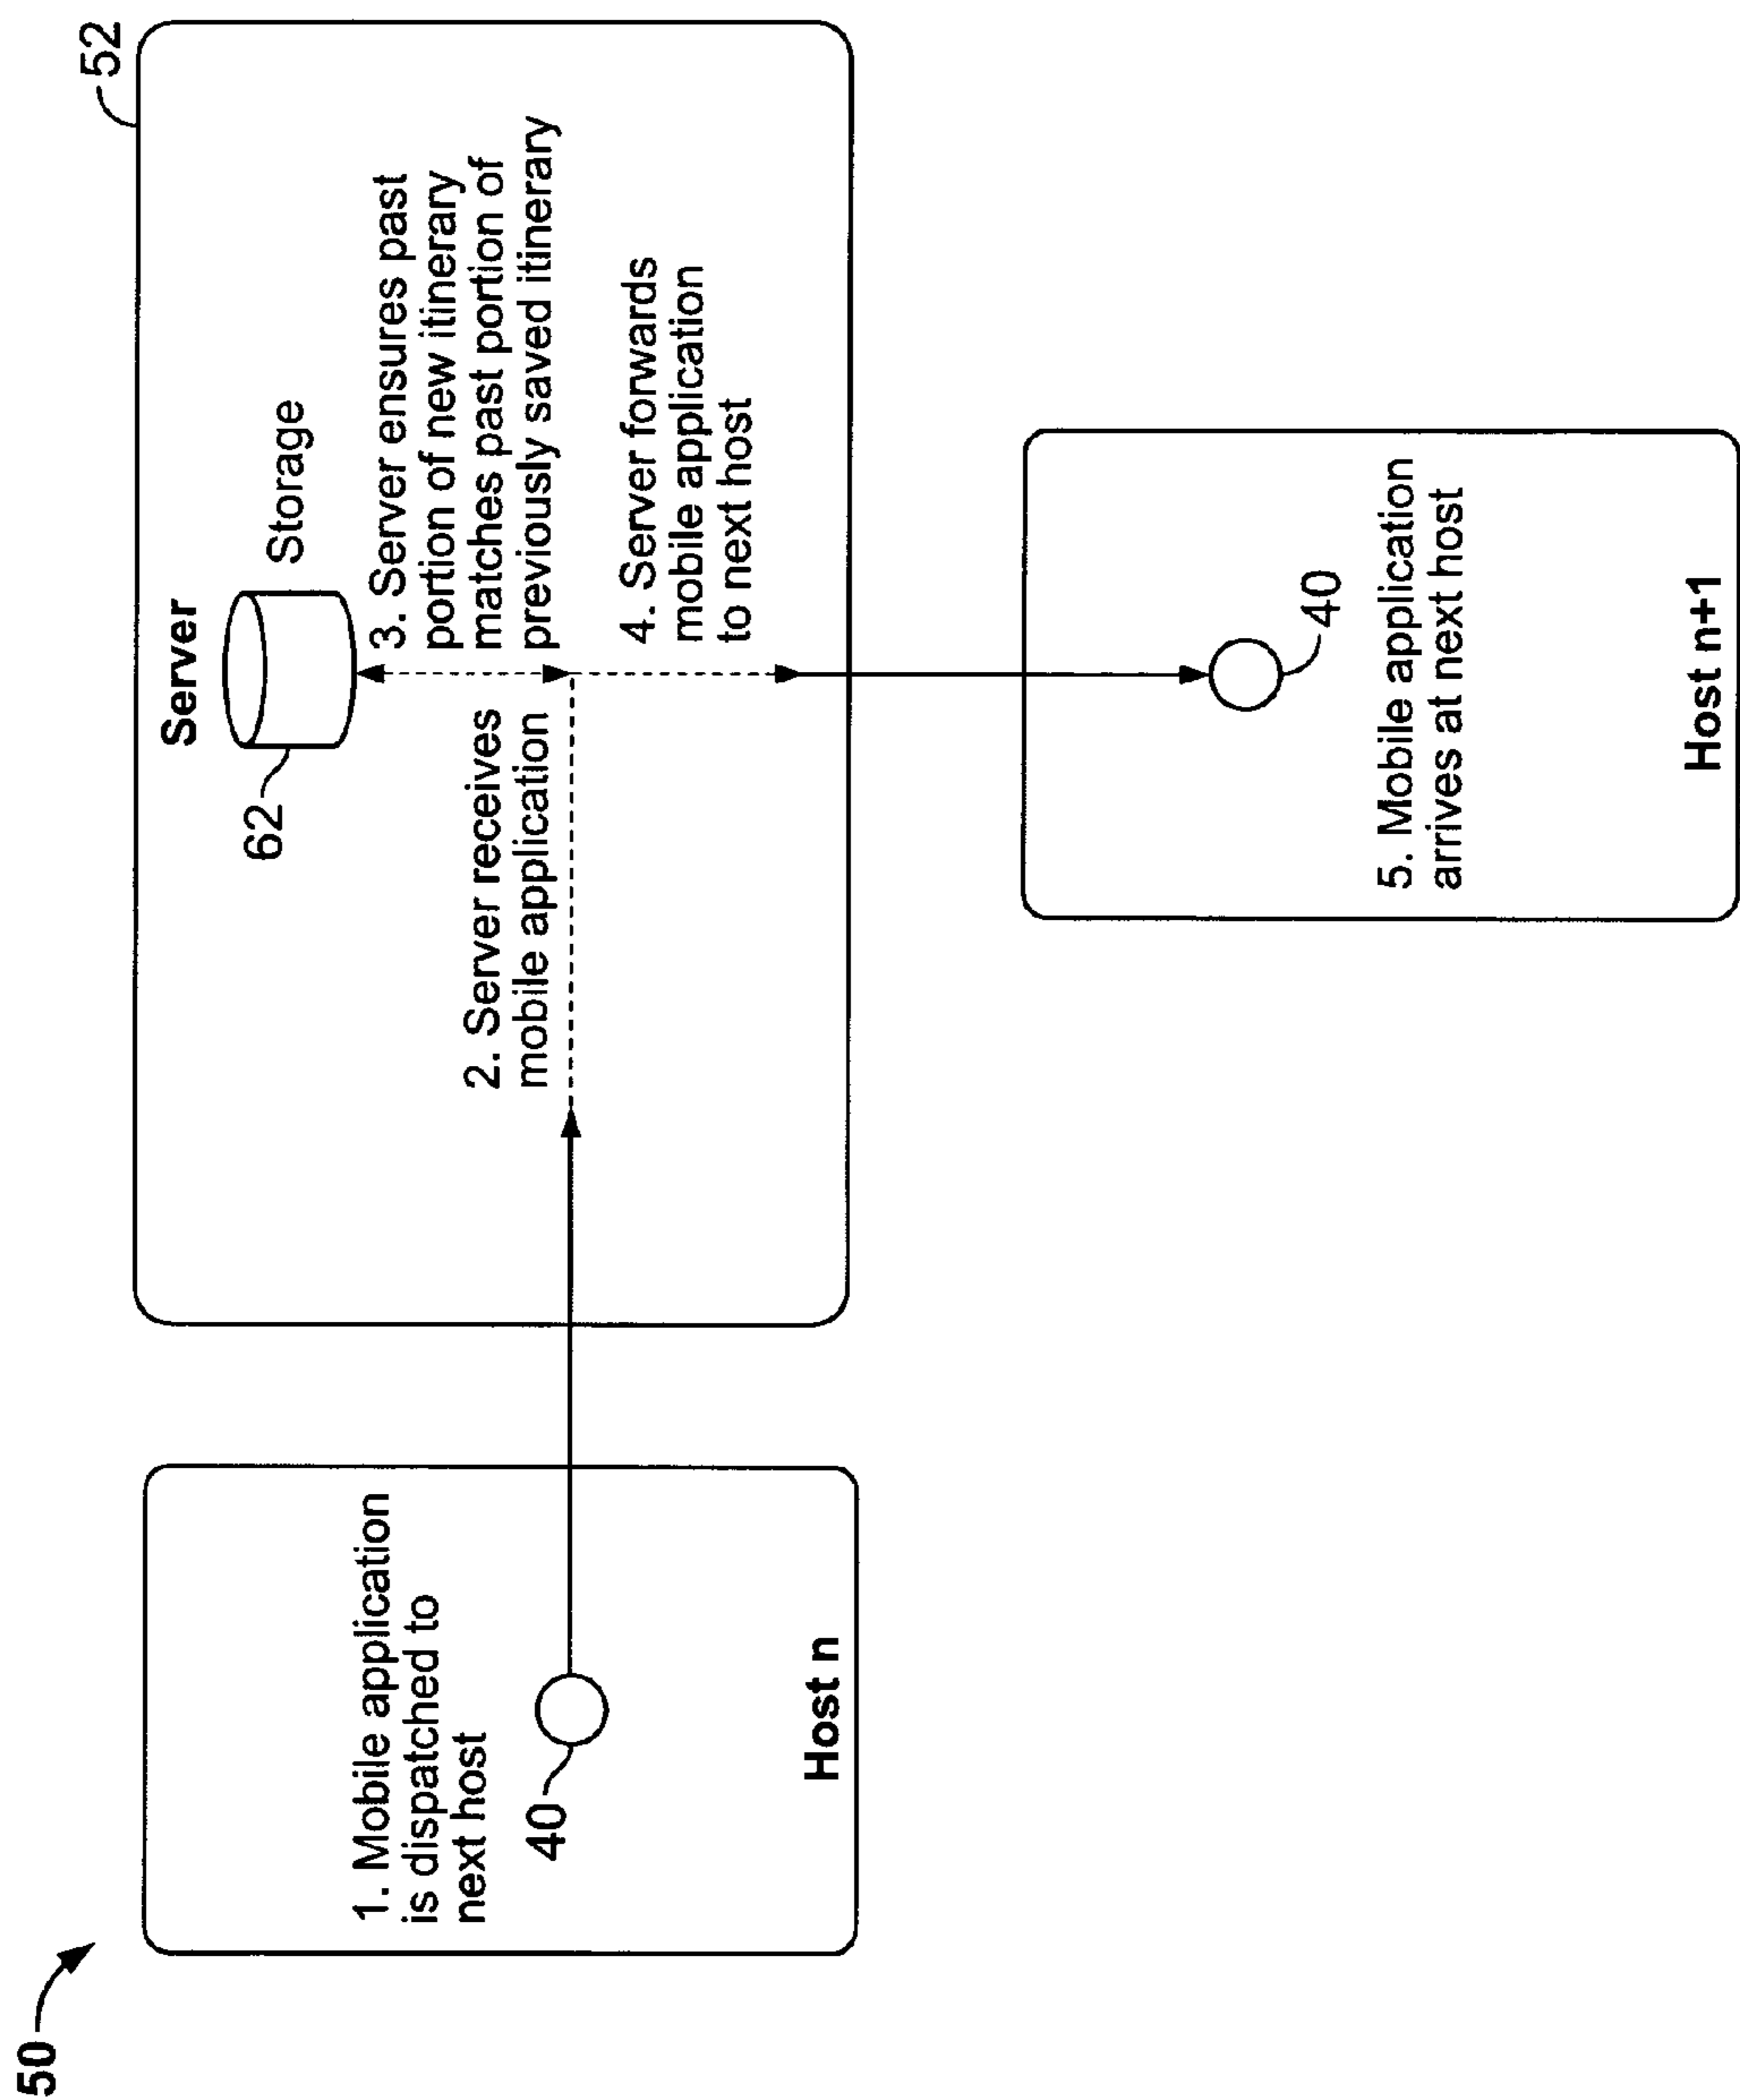 50
1. Mobile application
is dispatched to
next host
40
Host n
52
Server
62
Storage
2. Server receives
mobile application
3. Server ensures past
portion of new itinerary
matches past portion of
previously saved itinerary
4. Server forwards
mobile application
to next host
40
5. Mobile application
arrives at next host
Host n+1